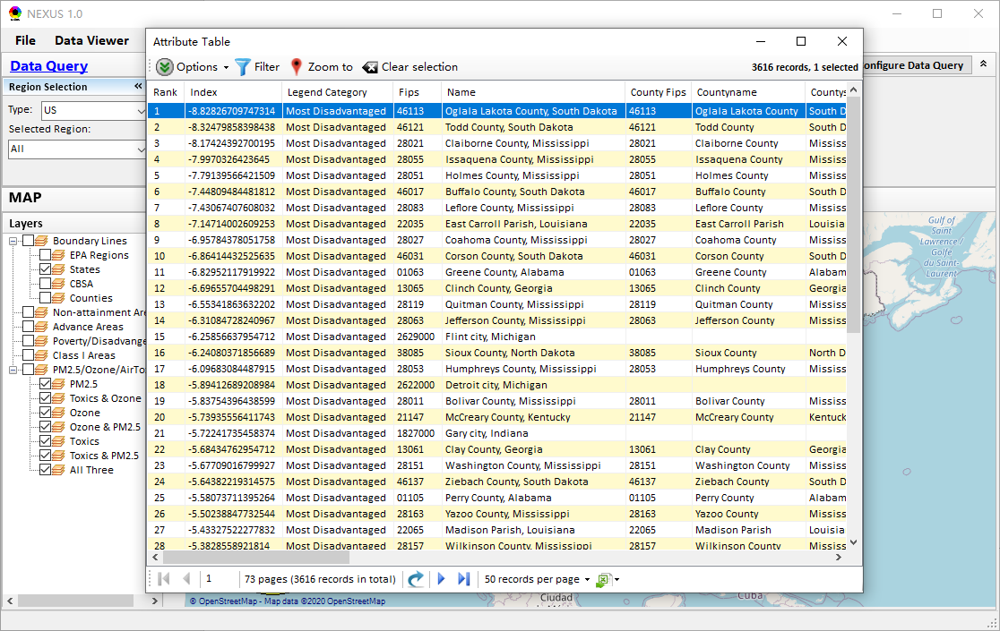 NEXUS 1.0
File Data Viewer
Data Query
Region Selection
Type: US
Selected Region:
All
MAP
Layers
Boundary Lines
EPA Regions
States
CBSA
Counties
Non-attainment Are
Advance Areas
Poverty/Disadvange
Class I Areas
PM2.5/Ozone/AirTo
PM2.5
Toxics & Ozone
Ozone
Ozone & PM2.5
Toxics
Toxics & PM2.5
All Three
Attribute Table
Options Filter Zoom to Clear selection 3616 records, 1 selected
onfigure Data Query
Rank Index Legend Category Fips Name County Fips Countyname Countys
1 -8.82826709747314 Most Disadvantaged 46113 Oglala Lakota County, South Dakota 46113 Oglala Lakota County South D
2 -8.32479858398438 Most Disadvantaged 46121 Todd County, South Dakota 46121 Todd County South D
3 -8.17424392700195 Most Disadvantaged 28021 Claiborne County, Mississippi 28021 Claiborne County Mississ
4 -7.9970326423645 Most Disadvantaged 28055 Issaquena County, Mississippi 28055 Issaquena County Mississ
5 -7.79139566421509 Most Disadvantaged 28051 Holmes County, Mississippi 28051 Holmes County Mississ
6 -7.44809484481812 Most Disadvantaged 46017 Buffalo County, South Dakota 46017 Buffalo County South D
7 -7.43067407608032 Most Disadvantaged 28083 Leflore County, Mississippi 28083 Leflore County Mississ
8 -7.14714002609253 Most Disadvantaged 22035 East Carroll Parish, Louisiana 22035 East Carroll Parish Louisia
9 -6.95784378051758 Most Disadvantaged 28027 Coahoma County, Mississippi 28027 Coahoma County Mississ
10 -6.86414432525635 Most Disadvantaged 46031 Corson County, South Dakota 46031 Corson County South D
11 -6.82952117919922 Most Disadvantaged 01063 Greene County, Alabama 01063 Greene County Alabam
12 -6.69655704498291 Most Disadvantaged 13065 Clinch County, Georgia 13065 Clinch County Georgia
13 -6.55341863632202 Most Disadvantaged 28119 Quitman County, Mississippi 28119 Quitman County Mississ
14 -6.31084728240967 Most Disadvantaged 28063 Jefferson County, Mississippi 28063 Jefferson County Mississ
15 -6.25856637954712 Most Disadvantaged 2629000 Flint city, Michigan
16 -6.24080371856689 Most Disadvantaged 38085 Sioux County, North Dakota 38085 Sioux County North D
17 -6.09683084487915 Most Disadvantaged 28053 Humphreys County, Mississippi 28053 Humphreys County Mississ
18 -5.89412689208984 Most Disadvantaged 2622000 Detroit city, Michigan
19 -5.83754396438599 Most Disadvantaged 28011 Bolivar County, Mississippi 28011 Bolivar County Mississ
20 -5.73935556411743 Most Disadvantaged 21147 McCreary County, Kentucky 21147 McCreary County Kentuck
21 -5.72241735458374 Most Disadvantaged 1827000 Gary city, Indiana
22 -5.68434762954712 Most Disadvantaged 13061 Clay County, Georgia 13061 Clay County Georgia
23 -5.67709016799927 Most Disadvantaged 28151 Washington County, Mississippi 28151 Washington County Mississ
24 -5.64382219314575 Most Disadvantaged 46137 Ziebach County, South Dakota 46137 Ziebach County South D
25 -5.58073711395264 Most Disadvantaged 01105 Perry County, Alabama 01105 Perry County Alabam
26 -5.50238847732544 Most Disadvantaged 28163 Yazoo County, Mississippi 28163 Yazoo County Mississ
27 -5.43327522277832 Most Disadvantaged 22065 Madison Parish, Louisiana 22065 Madison Parish Louisia
28 -5.3828558921814 Most Disadvantaged 28157 Wilkinson County, Mississippi 28157 Wilkinson County Mississ
1 73 pages (3616 records in total) 50 records per page
Gulf of
Saint
Lawrence /
Golfe
du Saint-
Laurent
Ciudad
Cuba
© OpenStreetMap - Map data ©2020 OpenStreetMap